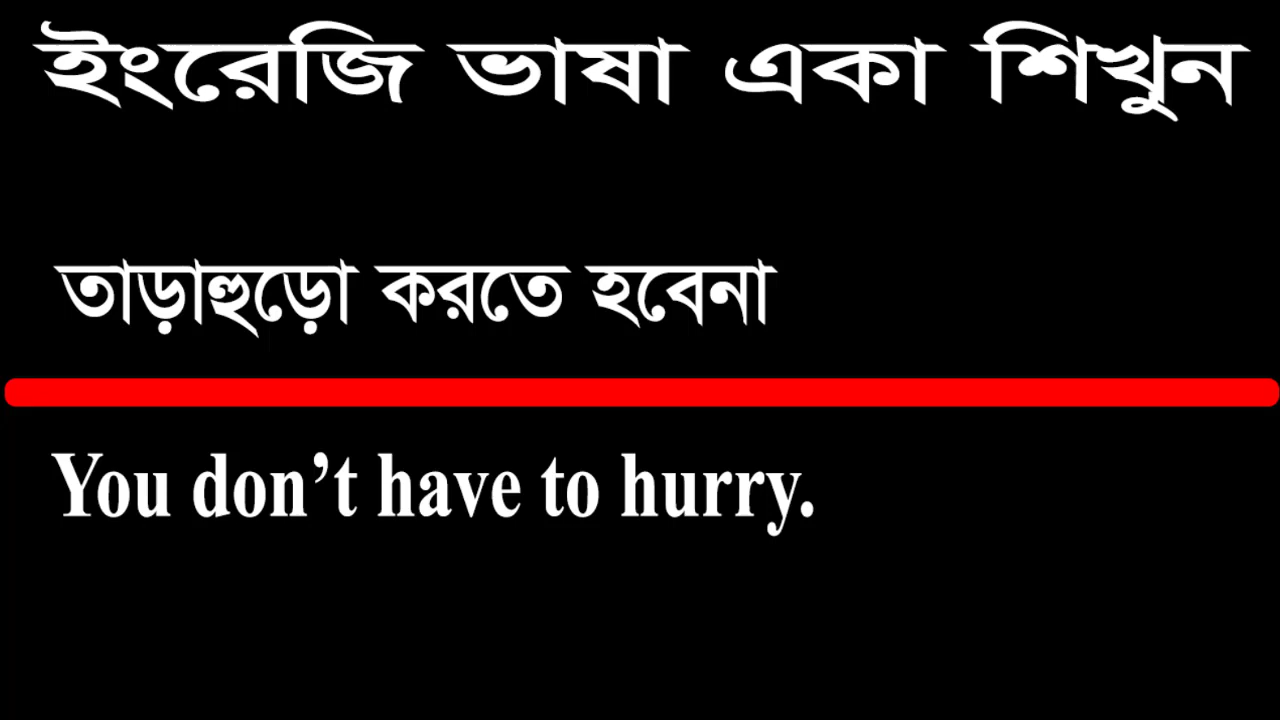 ইংরেজি ভাষা একা শিখুন
তাড়াহুড়ো করতে হবেনা
You don’t have to hurry.